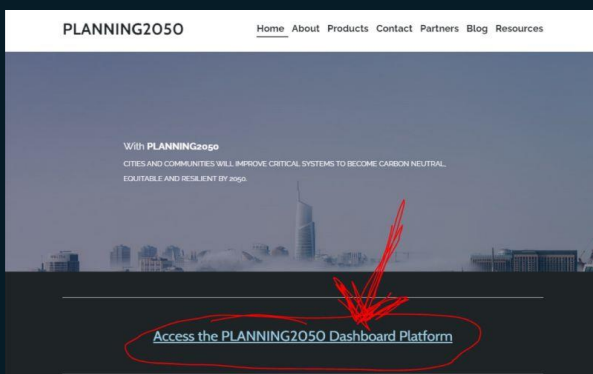 PLANNING2050
Home About Products Contact Partners Blog Resources
With PLANNING2050
CITIES AND COMMUNITIES WILL IMPROVE CRITICAL SYSTEMS TO BECOME CARBON NEUTRAL,
EQUITABLE AND RESILIENT BY 2050.
Access the PLANNING2050 Dashboard Platform